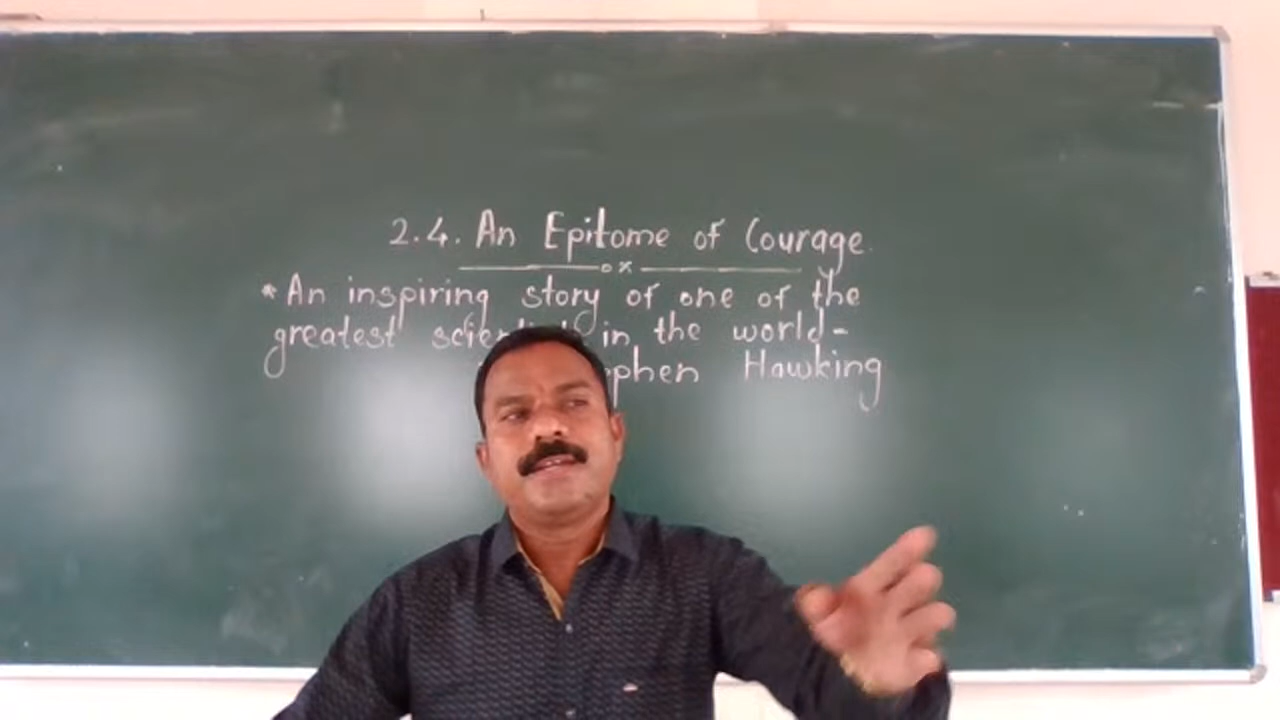 2.4. An Epitome of Courage.
* An inspiring story of one of the
greatest in the world-
Hawking